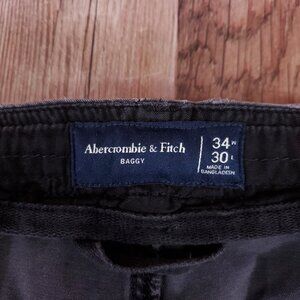 Abercrombie & Fitch
BAGGY
34 W
30 L
MADE IN
BANGLADESH